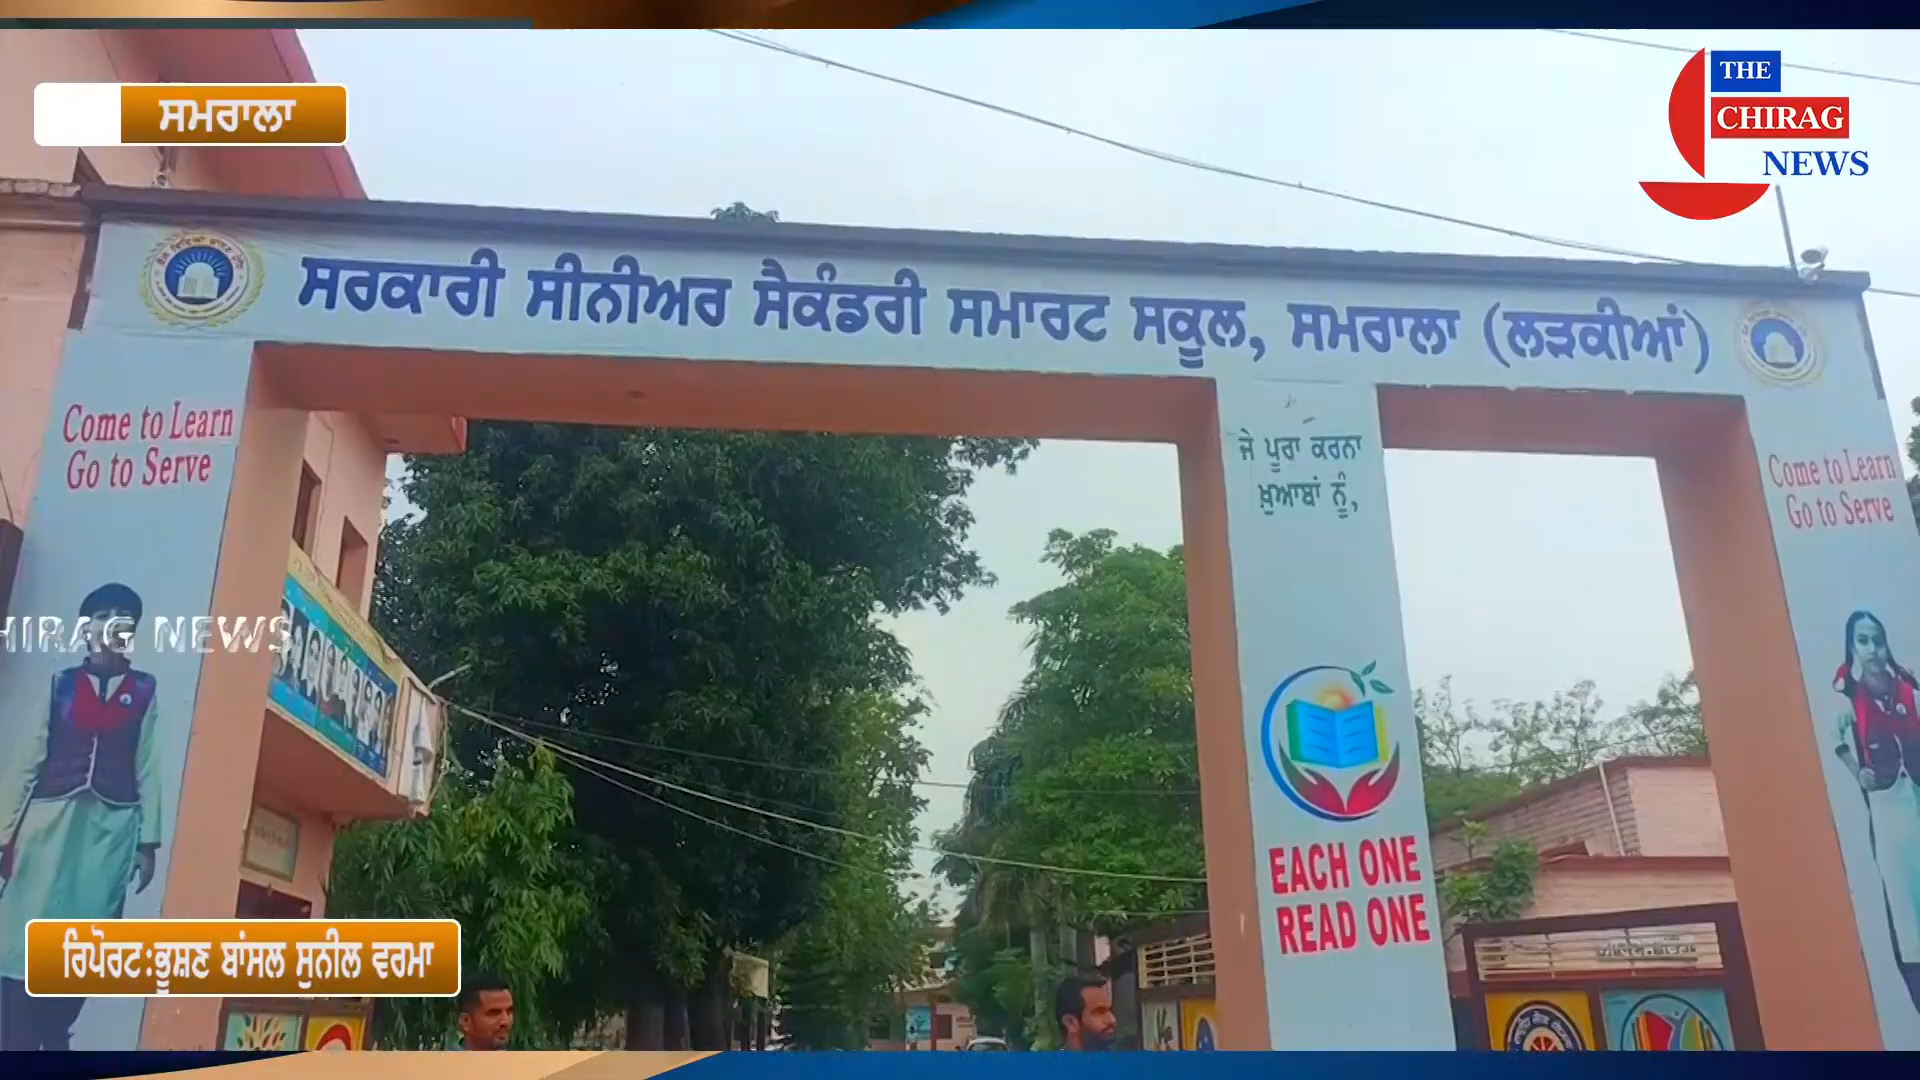 ਸਮਰਾਲਾ
THE
CHIRAG
NEWS
ਸਰਕਾਰੀ ਸੀਨੀਅਰ ਸੈਕੰਡਰੀ ਸਮਾਰਟ ਸਕੂਲ, ਸਮਰਾਲਾ (ਲੜਕੀਆਂ)
Come to Learn
Go to Serve
ਜੇ ਪੂਰਾ ਕਰਨਾ
ਖ਼ੁਆਬਾਂ ਨੂੰ,
Come to Learn
Go to Serve
HIRAG NEWS
EACH ONE
READ ONE
ਰਿਪੋਰਟ:ਭੂਸ਼ਣ ਬਾਂਸਲ ਸੁਨੀਲ ਵਰਮਾ